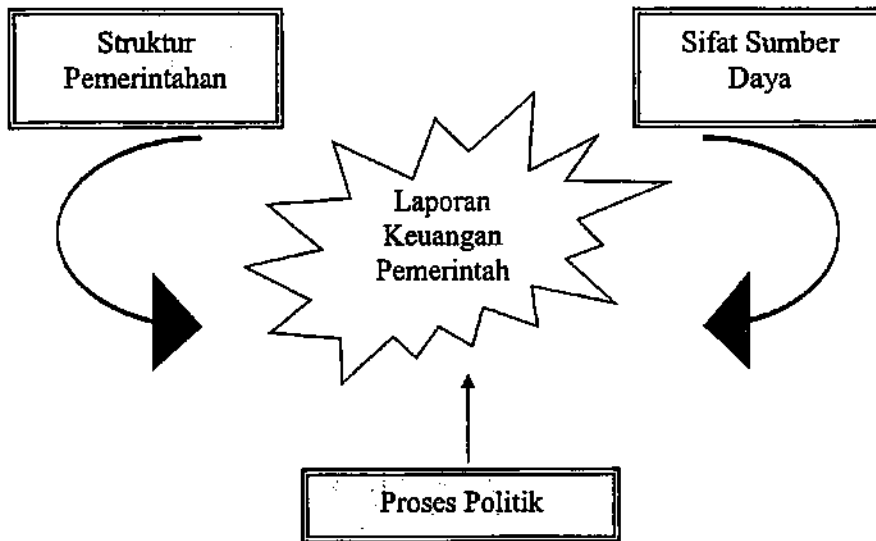 Struktur
Pemerintahan
Sifat Sumber
Daya
Laporan
Keuangan
Pemerintah
Proses Politik